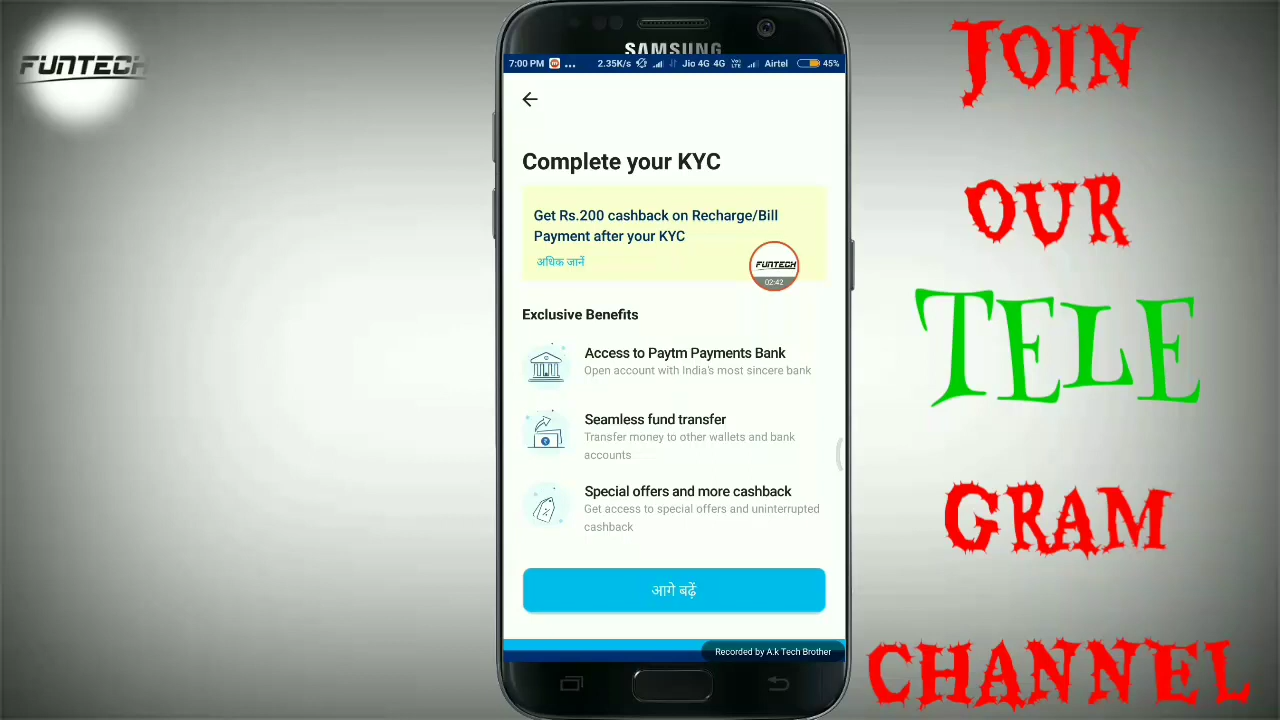 FUNTECH
SAMSUNG
7:00 PM ... 2.35K/s Jio 4G 4G Airtel 45%
Complete your KYC
Get Rs.200 cashback on Recharge/Bill
Payment after your KYC
अधिक जानें
FUNTECH
02:42
Exclusive Benefits
Access to Paytm Payments Bank
Open account with India's most sincere bank
Seamless fund transfer
Transfer money to other wallets and bank
accounts
Special offers and more cashback
Get access to special offers and uninterrupted
cashback
आगे बढ़ें
Recorded by A.k Tech Brother
JOIN
OUR
TELE
GRAM
CHANNEL